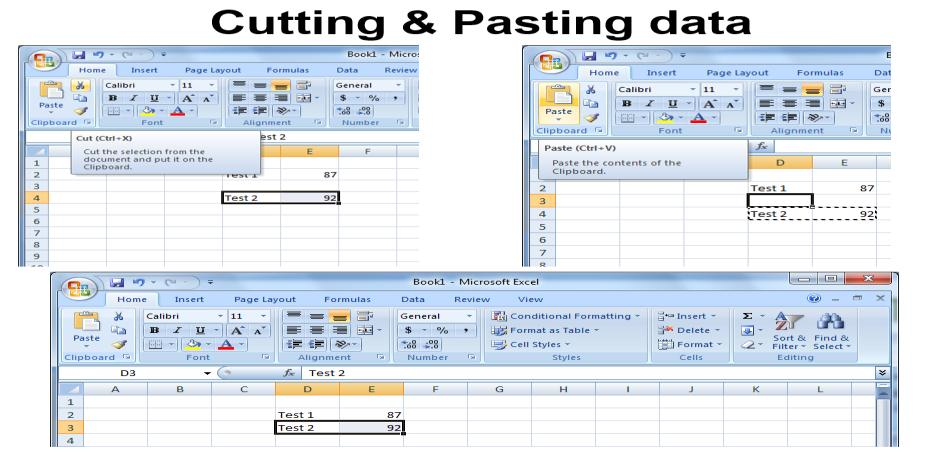 Cutting & Pasting data
Book1 - Micros
Home Insert Page Layout Formulas Data Review
Calibri 11 General
Paste B I U A A $ % ,
Clipboard Font Alignment Number
Cut (Ctrl+X) est 2
Cut the selection from the
document and put it on the
Clipboard.
E F
1
2 Test 1 87
3
4 Test 2 92
5
6
7
8
9
Home Insert Page Layout Formulas Dat
Calibri 11 Ger
Paste B I U A A $
Clipboard Font Alignment
Paste (Ctrl+V) fx
Paste the contents of the
Clipboard.
D E
2 Test 1 87
3
4 Test 2 92
5
6
7
8
Book1 - Microsoft Excel
Home Insert Page Layout Formulas Data Review View
Calibri 11 General Conditional Formatting Insert Σ
Paste B I U A A $ % , Format as Table Delete Sort & Find &
Cell Styles Format Filter Select
Clipboard Font Alignment Number Styles Cells Editing
D3 fx Test 2
A B C D E F G H I J K L
1
2 Test 1 87
3 Test 2 92
4